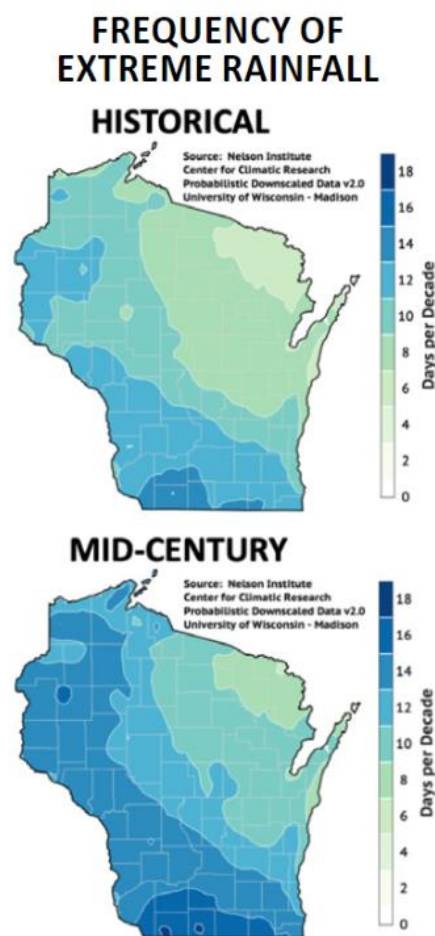 FREQUENCY OF
EXTREME RAINFALL
HISTORICAL
Source: Nelson Institute
Center for Climatic Research
Probabilistic Downscaled Data v2.0
University of Wisconsin - Madison
18
16
14
12
10
8
6
4
2
0
Days per Decade
MID-CENTURY
Source: Nelson Institute
Center for Climatic Research
Probabilistic Downscaled Data v2.0
University of Wisconsin - Madison
18
16
14
12
10
8
6
4
2
0
Days per Decade